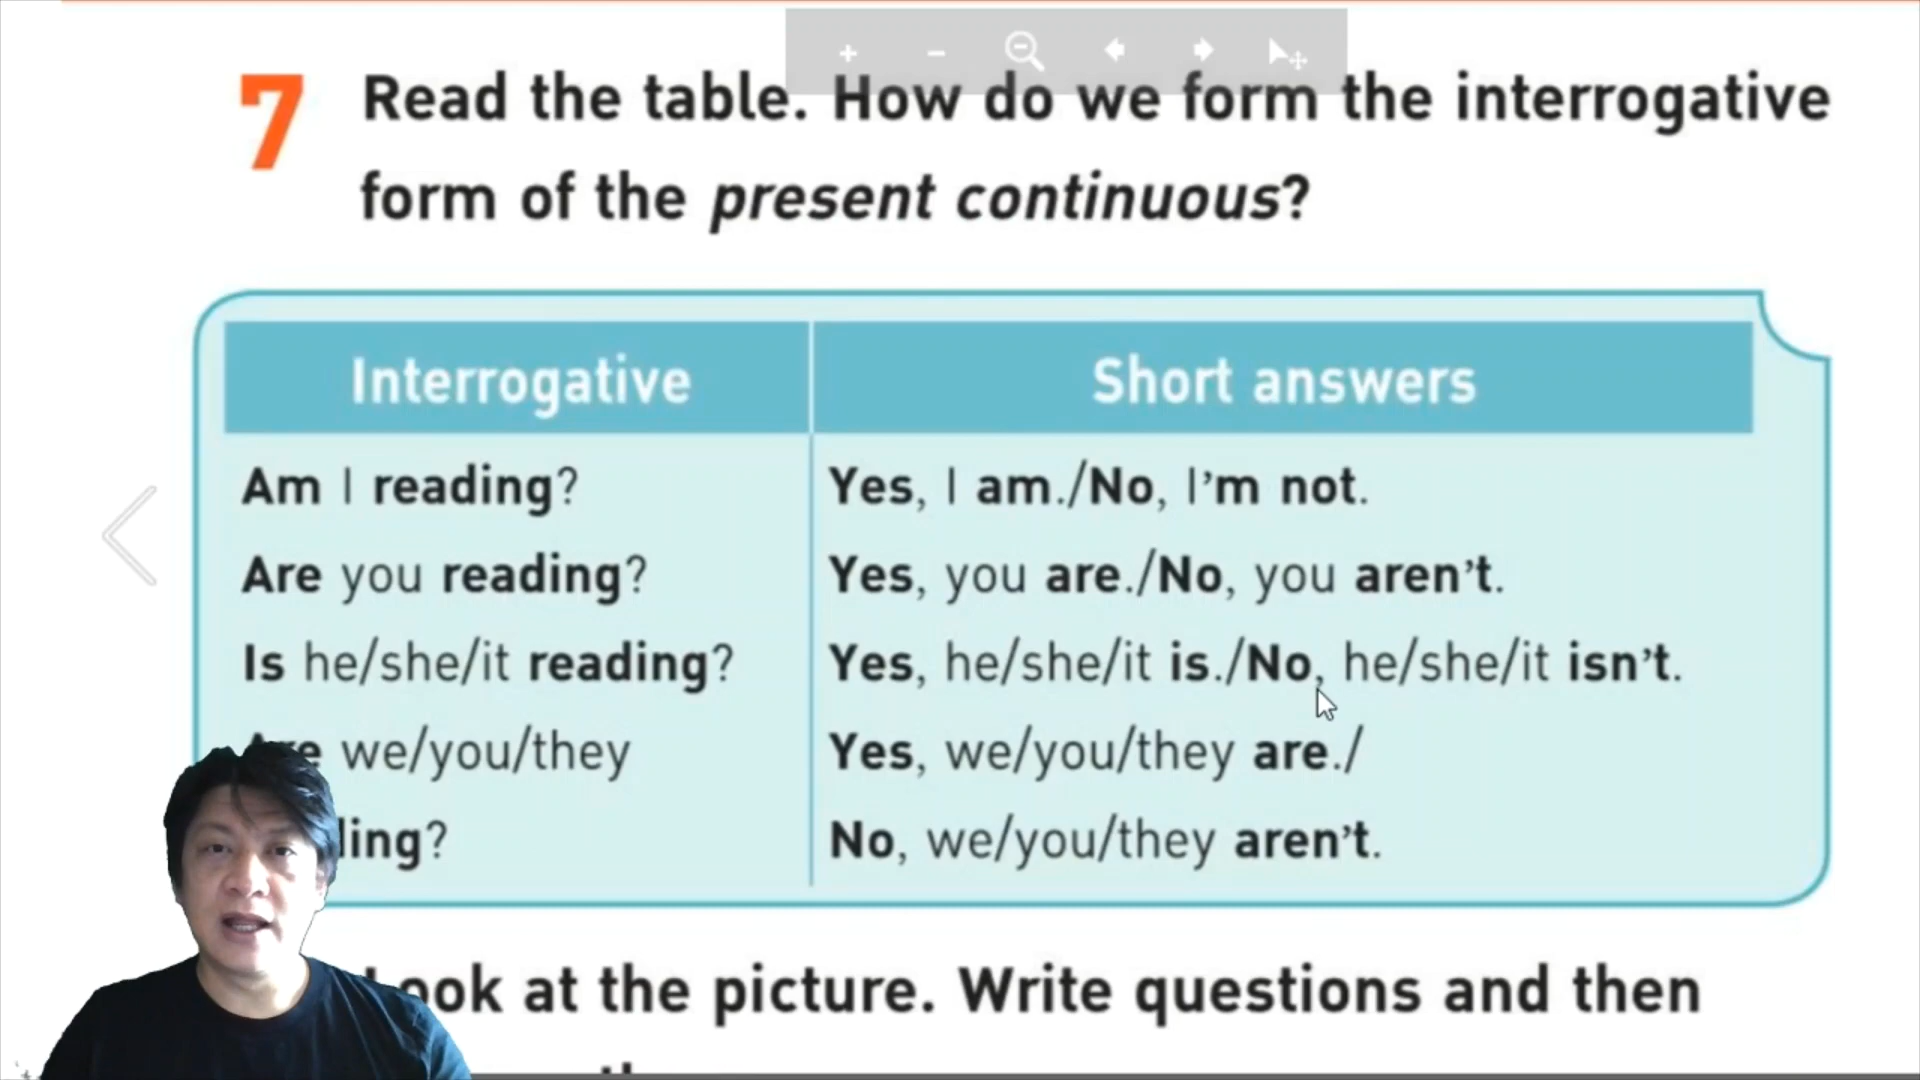 7 Read the table. How do we form the interrogative
form of the present continuous?
Interrogative Short answers
Am I reading? Yes, I am./No, I'm not.
Are you reading? Yes, you are./No, you aren't.
Is he/she/it reading? Yes, he/she/it is./No, he/she/it isn't.
we/you/they Yes, we/you/they are./
No, we/you/they aren't.
at the picture. Write questions and then